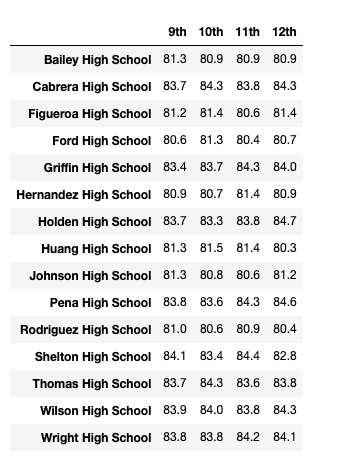 9th 10th 11th 12th
Bailey High School 81.3 80.9 80.9 80.9
Cabrera High School 83.7 84.3 83.8 84.3
Figueroa High School 81.2 81.4 80.6 81.4
Ford High School 80.6 81.3 80.4 80.7
Griffin High School 83.4 83.7 84.3 84.0
Hernandez High School 80.9 80.7 81.4 80.9
Holden High School 83.7 83.3 83.8 84.7
Huang High School 81.3 81.5 81.4 80.3
Johnson High School 81.3 80.8 80.6 81.2
Pena High School 83.8 83.6 84.3 84.6
Rodriguez High School 81.0 80.6 80.9 80.4
Shelton High School 84.1 83.4 84.4 82.8
Thomas High School 83.7 84.3 83.6 83.8
Wilson High School 83.9 84.0 83.8 84.3
Wright High School 83.8 83.8 84.2 84.1